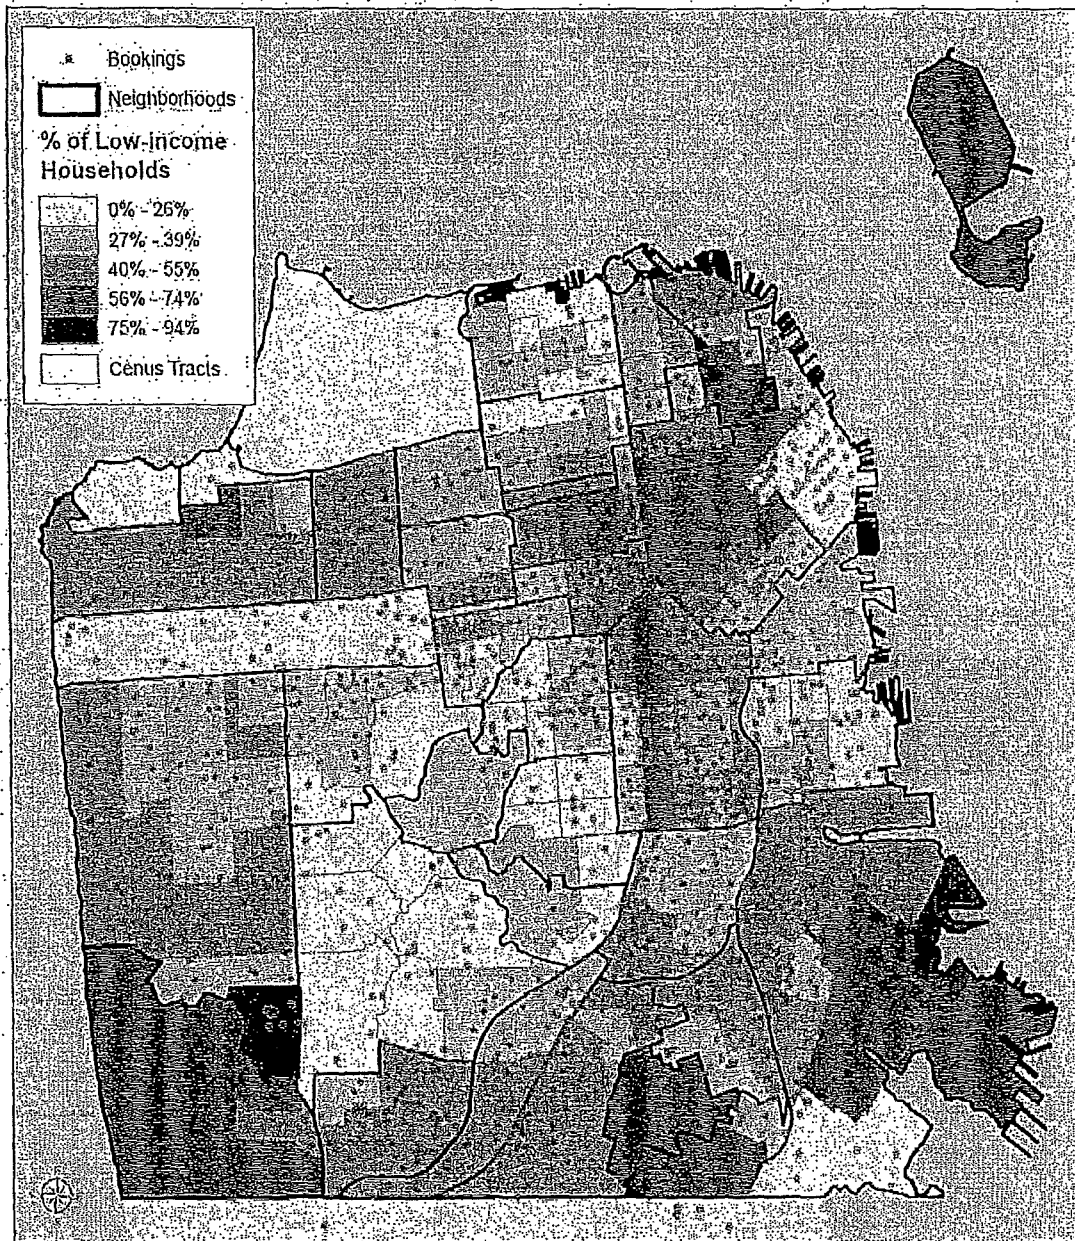 Bookings
Neighborhoods
% of Low-Income
Households
0% - 26%
27% - 39%
40% - 55%
56% - 74%
75% - 94%
Cenus Tracts